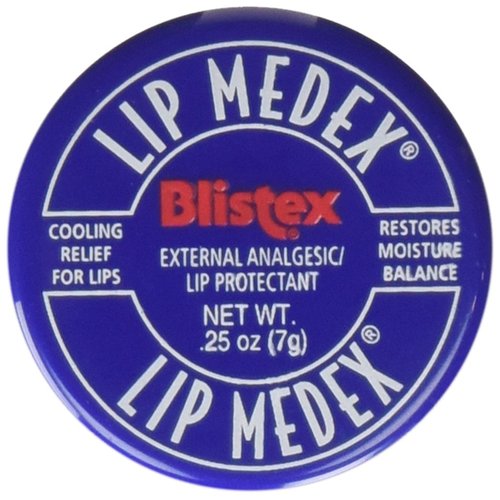 LIP MEDEX®
Blistex
COOLING
RELIEF
FOR LIPS
EXTERNAL ANALGESIC/
LIP PROTECTANT
RESTORES
MOISTURE
BALANCE
NET WT.
.25 oz (7g)
LIP MEDEX®